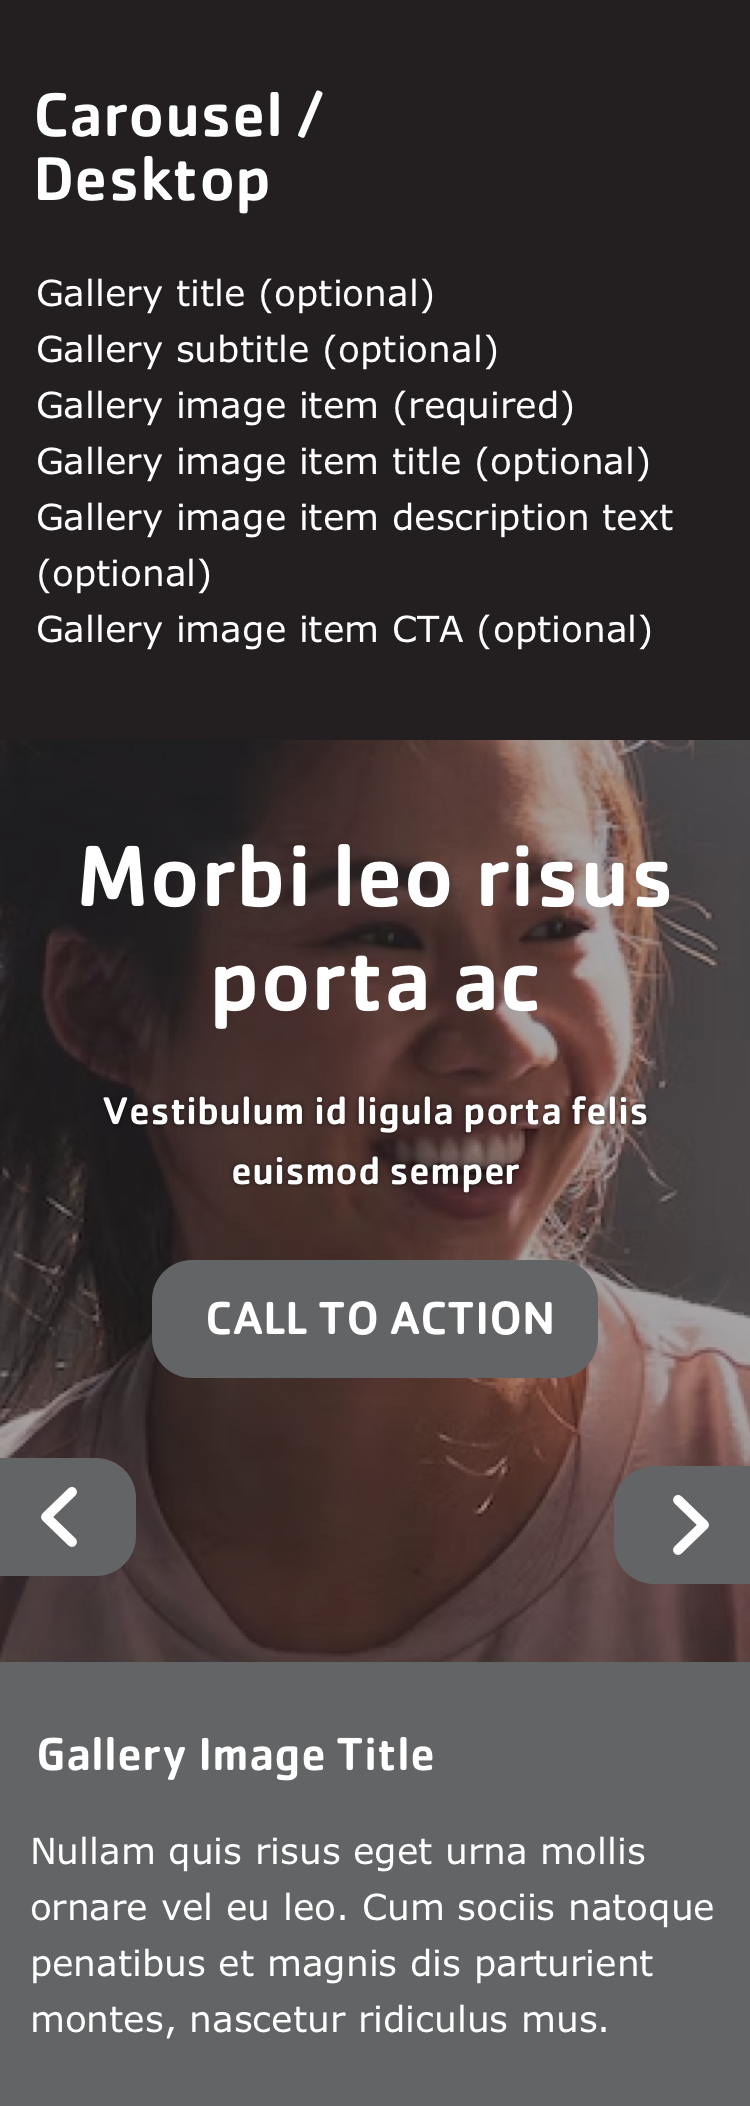 Carousel /
Desktop
Gallery title (optional)
Gallery subtitle (optional)
Gallery image item (required)
Gallery image item title (optional)
Gallery image item description text
(optional)
Gallery image item CTA (optional)
Morbi leo risus
porta ac
Vestibulum id ligula porta felis
euismod semper
CALL TO ACTION
Gallery Image Title
Nullam quis risus eget urna mollis
ornare vel eu leo. Cum sociis natoque
penatibus et magnis dis parturient
montes, nascetur ridiculus mus.